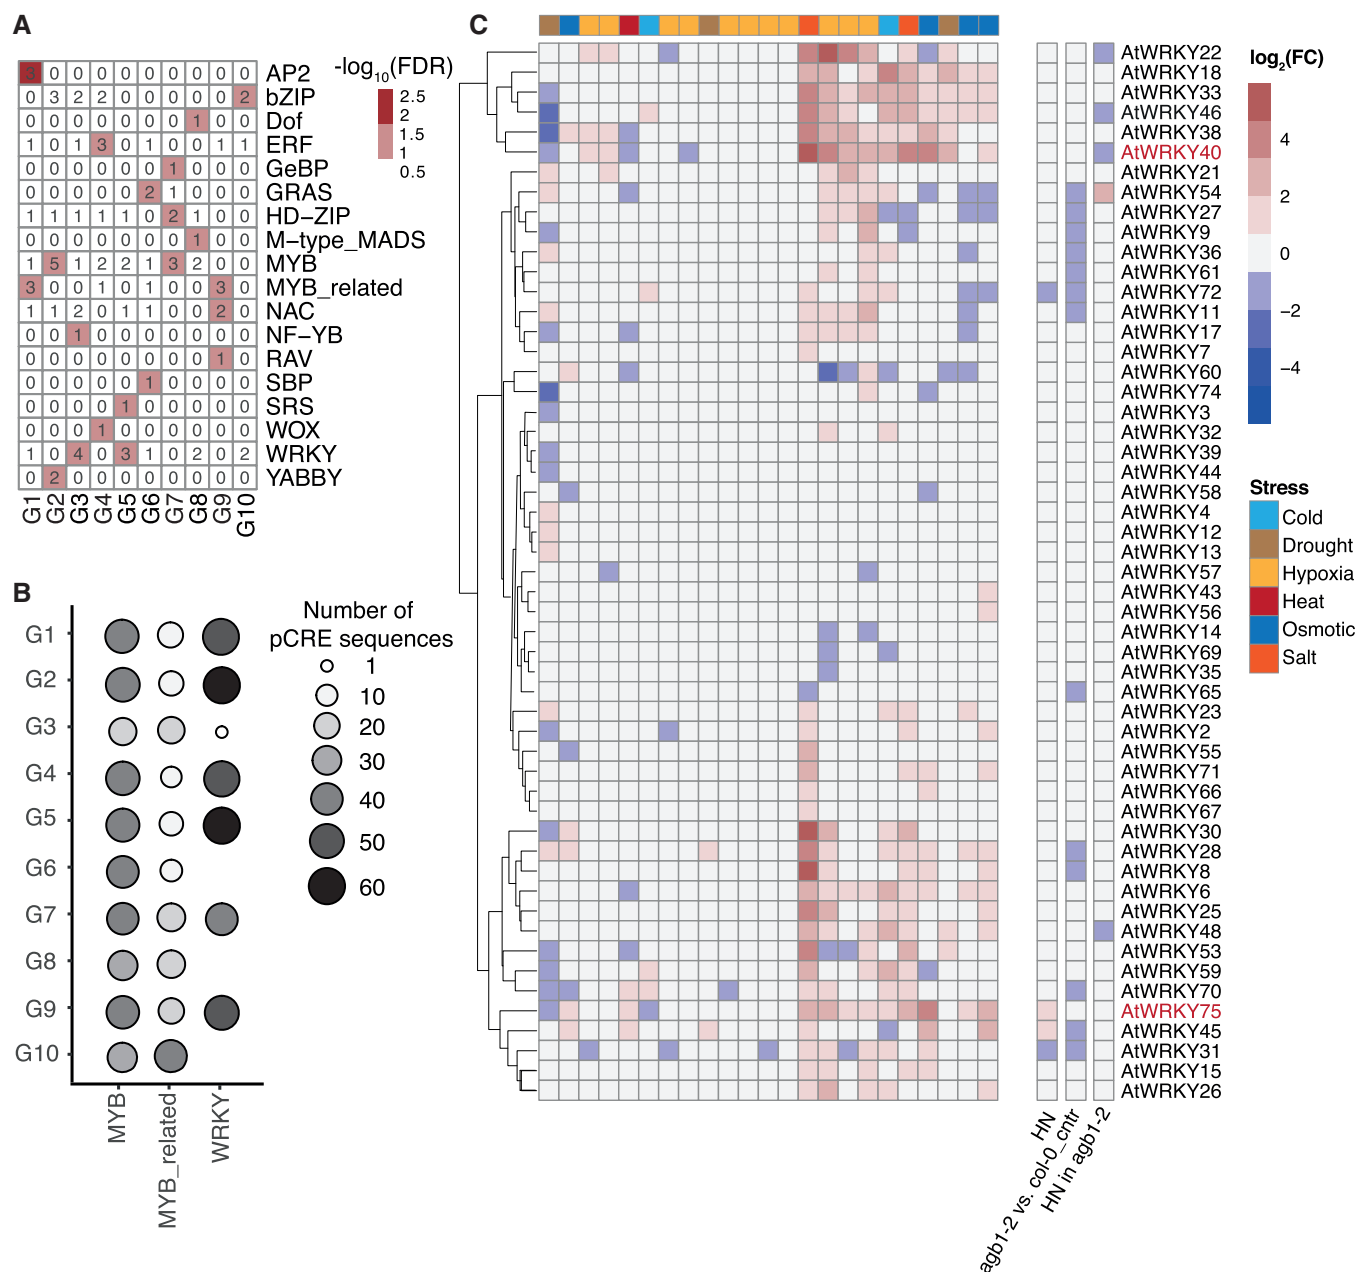 A
3 0 0 0 0 0 0 0 0 0 AP2
0 3 2 2 0 0 0 0 0 2 bZIP
0 0 0 0 0 0 0 1 0 0 Dof
1 0 1 3 0 1 0 0 1 1 ERF
0 0 0 0 0 0 1 0 0 0 GeBP
0 0 0 0 0 2 1 0 0 0 GRAS
1 1 1 1 1 0 2 1 0 0 HD−ZIP
0 0 0 0 0 0 0 1 0 0 M−type_MADS
1 5 1 2 2 1 3 2 0 0 MYB
3 0 0 1 0 1 0 0 3 0 MYB_related
1 1 2 0 1 1 0 0 2 0 NAC
0 0 1 0 0 0 0 0 0 0 NF−YB
0 0 0 0 0 0 0 0 1 0 RAV
0 0 0 0 0 1 0 0 0 0 SBP
0 0 0 0 1 0 0 0 0 0 SRS
0 0 0 1 0 0 0 0 0 0 WOX
1 0 4 0 3 1 0 2 0 2 WRKY
0 2 0 0 0 0 0 0 0 0 YABBY
G1 G2 G3 G4 G5 G6 G7 G8 G9 G10
-log10(FDR)
2.5
2
1.5
1
0.5
B
G1
G2
G3
G4
G5
G6
G7
G8
G9
G10
MYB
MYB_related
WRKY
Number of
pCRE sequences
1
10
20
30
40
50
60
C
AtWRKY22
AtWRKY18
AtWRKY33
AtWRKY46
AtWRKY38
AtWRKY40
AtWRKY21
AtWRKY54
AtWRKY27
AtWRKY9
AtWRKY36
AtWRKY61
AtWRKY72
AtWRKY11
AtWRKY17
AtWRKY7
AtWRKY60
AtWRKY74
AtWRKY3
AtWRKY32
AtWRKY39
AtWRKY44
AtWRKY58
AtWRKY4
AtWRKY12
AtWRKY13
AtWRKY57
AtWRKY43
AtWRKY56
AtWRKY14
AtWRKY69
AtWRKY35
AtWRKY65
AtWRKY23
AtWRKY2
AtWRKY55
AtWRKY71
AtWRKY66
AtWRKY67
AtWRKY30
AtWRKY28
AtWRKY8
AtWRKY6
AtWRKY25
AtWRKY48
AtWRKY53
AtWRKY59
AtWRKY70
AtWRKY75
AtWRKY45
AtWRKY31
AtWRKY15
AtWRKY26
HN
agb1-2 vs. col-0_cntr
HN in agb1-2
log2(FC)
4
2
0
−2
−4
Stress
Cold
Drought
Hypoxia
Heat
Osmotic
Salt